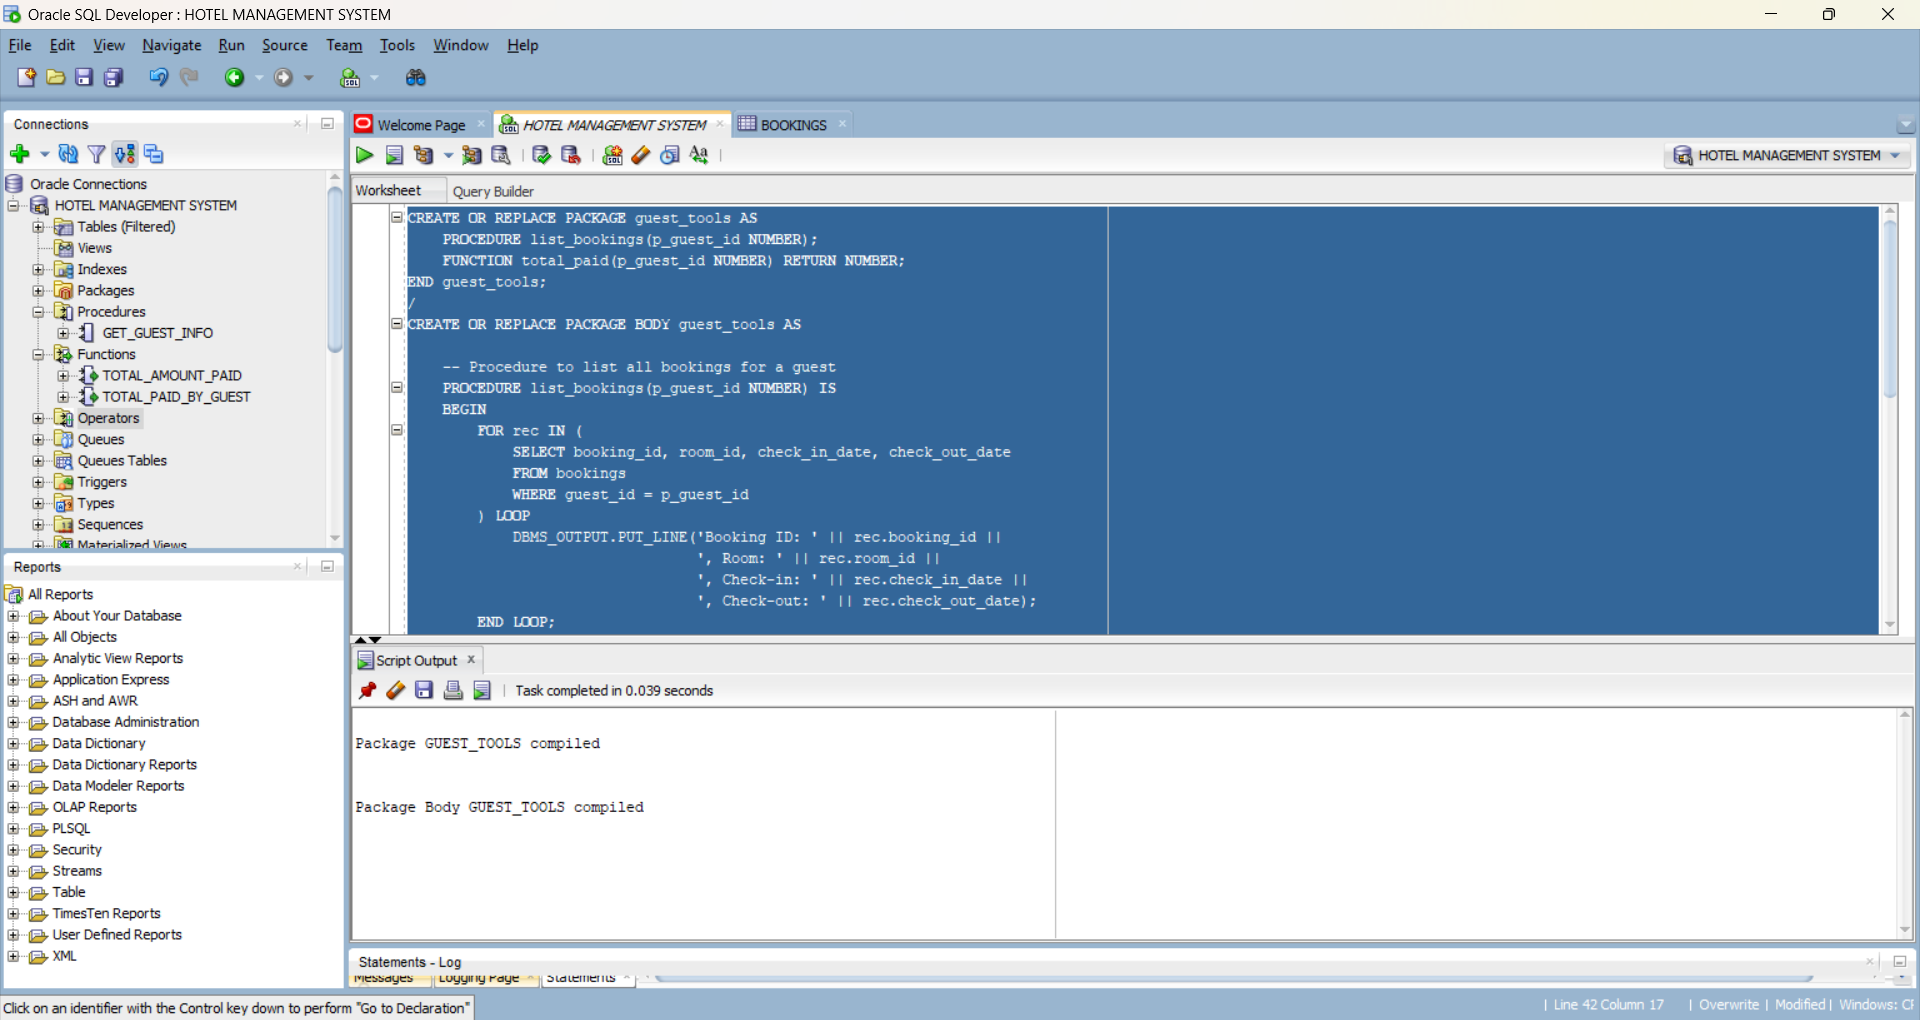 Oracle SQL Developer : HOTEL MANAGEMENT SYSTEM
File Edit View Navigate Run Source Team Tools Window Help
Connections
Oracle Connections
HOTEL MANAGEMENT SYSTEM
Tables (Filtered)
Views
Indexes
Packages
Procedures
GET_GUEST_INFO
Functions
TOTAL_AMOUNT_PAID
TOTAL_PAID_BY_GUEST
Operators
Queues
Queues Tables
Triggers
Types
Sequences
Materialized Views
Reports
All Reports
About Your Database
All Objects
Analytic View Reports
Application Express
ASH and AWR
Database Administration
Data Dictionary
Data Dictionary Reports
Data Modeler Reports
OLAP Reports
PLSQL
Security
Streams
Table
TimesTen Reports
User Defined Reports
XML
Welcome Page HOTEL MANAGEMENT SYSTEM BOOKINGS
HOTEL MANAGEMENT SYSTEM
Worksheet Query Builder
CREATE OR REPLACE PACKAGE guest_tools AS
PROCEDURE list_bookings(p_guest_id NUMBER);
FUNCTION total_paid(p_guest_id NUMBER) RETURN NUMBER;
END guest_tools;
/
CREATE OR REPLACE PACKAGE BODY guest_tools AS
-- Procedure to list all bookings for a guest
PROCEDURE list_bookings(p_guest_id NUMBER) IS
BEGIN
FOR rec IN (
SELECT booking_id, room_id, check_in_date, check_out_date
FROM bookings
WHERE guest_id = p_guest_id
) LOOP
DBMS_OUTPUT.PUT_LINE('Booking ID: ' || rec.booking_id ||
', Room: ' || rec.room_id ||
', Check-in: ' || rec.check_in_date ||
', Check-out: ' || rec.check_out_date);
END LOOP;
Script Output
Task completed in 0.039 seconds
Package GUEST_TOOLS compiled
Package Body GUEST_TOOLS compiled
Statements - Log
Messages Logging Page Statements
Click on an identifier with the Control key down to perform "Go to Declaration"
| Line 42 Column 17 | Overwrite | Modified | Windows: C